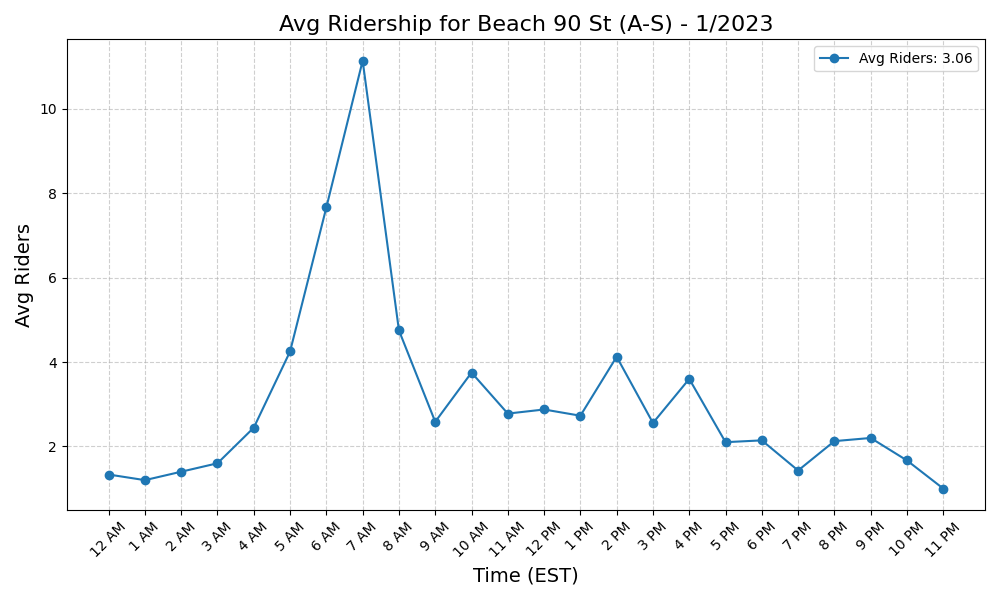 Avg Ridership for Beach 90 St (A-S) - 1/2023
Avg Riders: 3.06
Avg Riders
10
8
6
4
2
12 AM
1 AM
2 AM
3 AM
4 AM
5 AM
6 AM
7 AM
8 AM
9 AM
10 AM
11 AM
12 PM
1 PM
2 PM
3 PM
4 PM
5 PM
6 PM
7 PM
8 PM
9 PM
10 PM
11 PM
Time (EST)